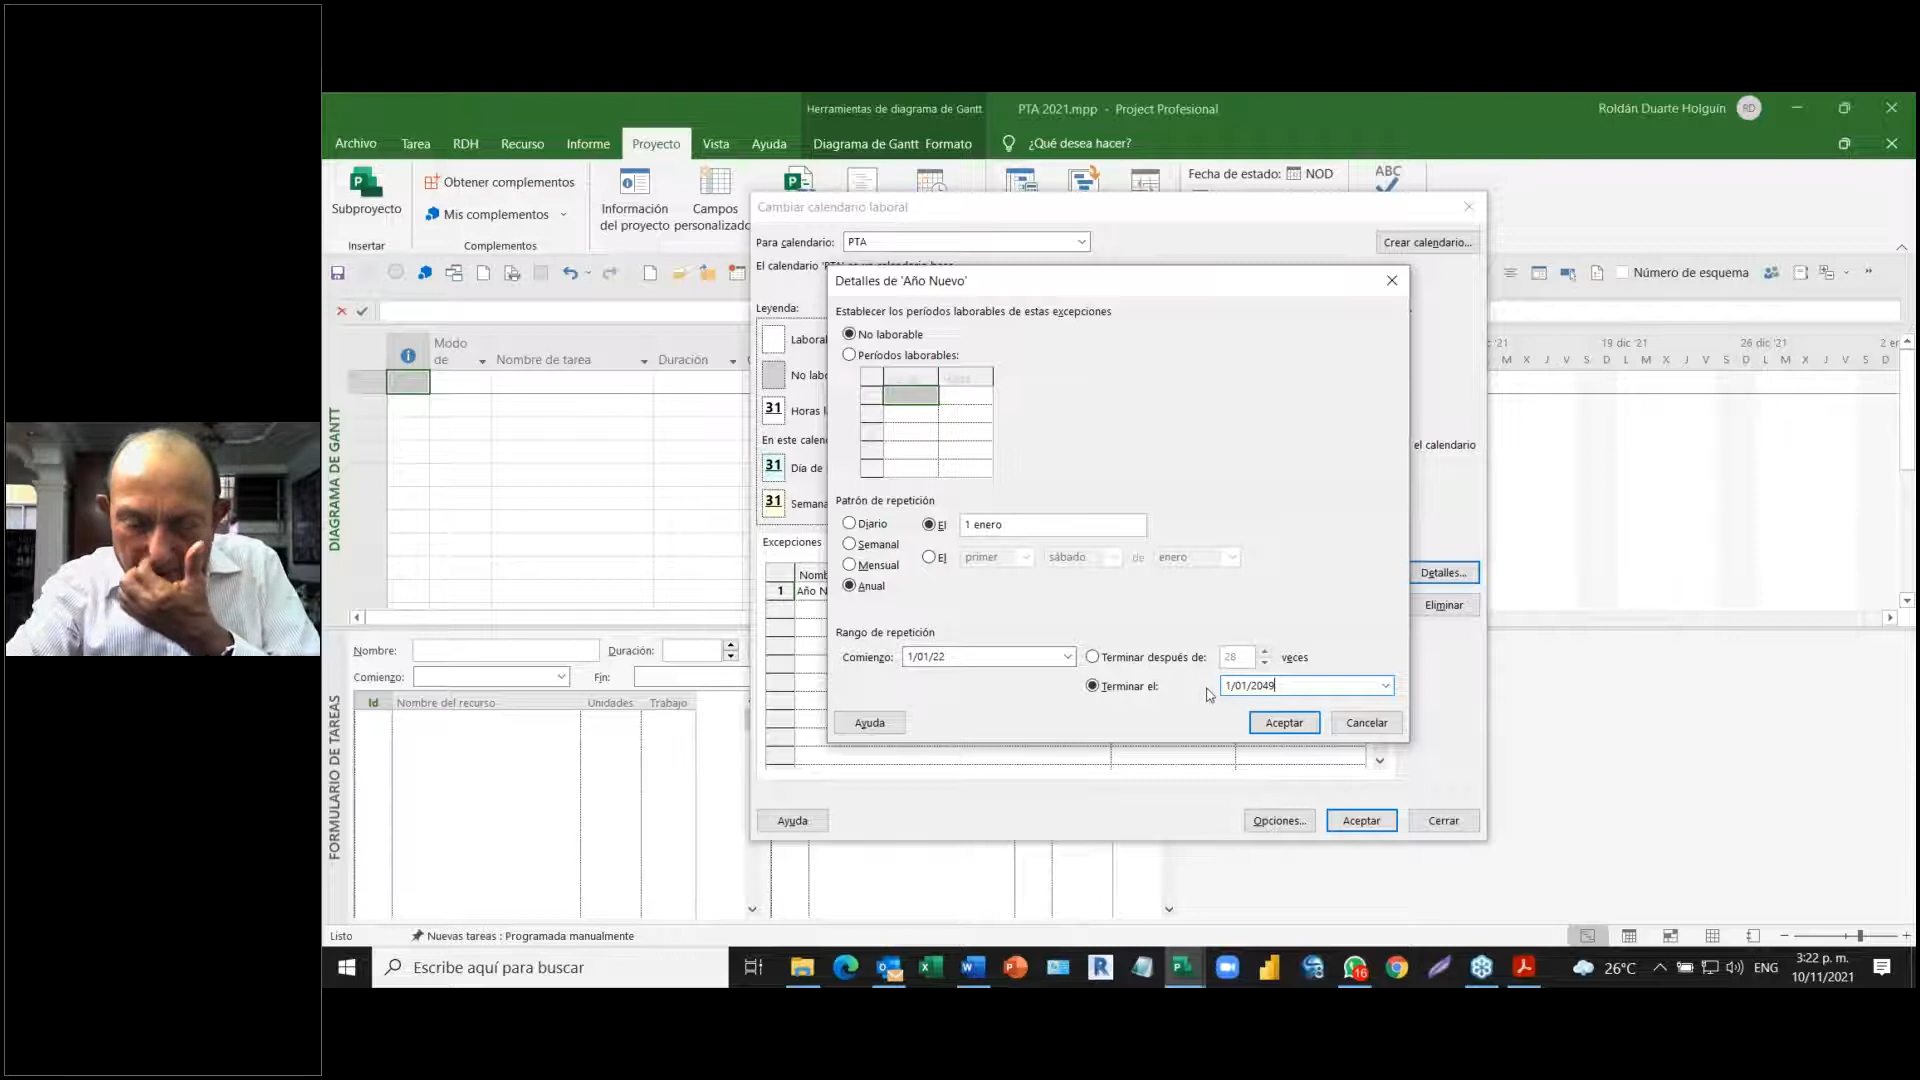 Herramientas de diagrama de Gantt
PTA 2021.mpp - Project Profesional
Roldán Duarte Holguín
RD
Archivo
Tarea
RDH
Recurso
Informe
Proyecto
Vista
Ayuda
Diagrama de Gantt Formato
¿Qué desea hacer?
Subproyecto
Insertar
Obtener complementos
Mis complementos
Complementos
Información
del proyecto
Campos
Fecha de estado: NOD
ABC
Número de esquema
Cambiar calendario laboral
Para calendario: PTA
Crear calendario...
Leyenda:
31
En este
31
Día de
31
Excepciones
1
el calendario
Detalles...
Eliminar
Ayuda
Opciones...
Aceptar
Cerrar
Detalles de 'Año Nuevo'
Establecer los períodos laborables de estas excepciones
No laborable
Períodos laborables:
Patrón de repetición
Diario
Semanal
Mensual
Anual
El 1 enero
El primer sábado de enero
Rango de repetición
Comienzo: 1/01/22
Terminar después de: 28 veces
Terminar el: 1/01/2049
Ayuda
Aceptar
Cancelar
DIAGRAMA DE GANTT
Modo
de
Nombre de tarea
Duración
'21
19 dic '21
26 dic '21
X M J V S D L M X J V S D L M X J V S D
FORMULARIO DE TAREAS
Nombre:
Duración:
Comienzo:
Fin:
Id
Nombre del recurso
Unidades
Trabajo
Listo
Nuevas tareas : Programada manualmente
Escribe aquí para buscar
16
26°C
ENG
3:22 p. m.
10/11/2021